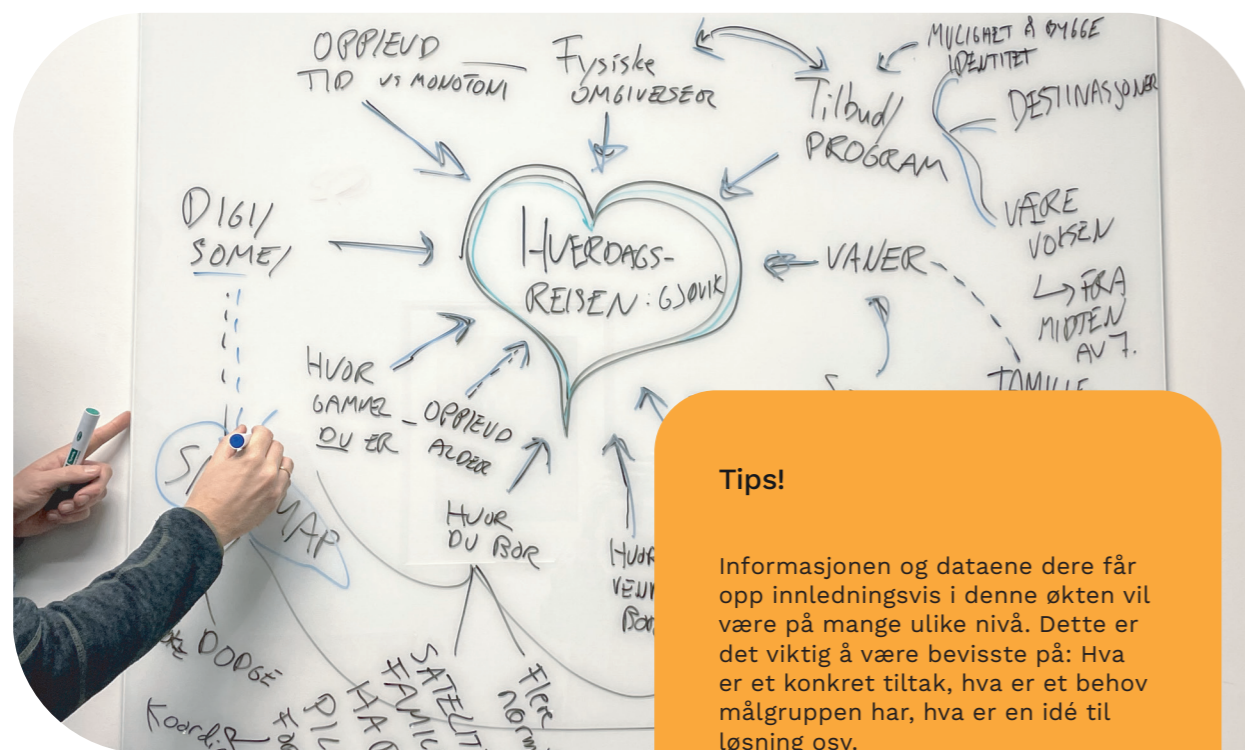 OPPLEVD
TID VS MONOTONI
Fysiske
OMGIVELSER
Tilbud/
PROGRAM
MULIGHET Å BYGGE
IDENTITET
DESTINASJONER
VÆRE
VOKSEN
↳ FRA
MIDTEN
AV 7.
DIGI/
SOME/
HVERDAGS-
REISEN: GJØVIK
VANER
HVOR
GAMMEL
DU ER
OPPLEVD
ALDER
HVOR
DU BOR
HVOR
DODGE
Tips!
Informasjonen og dataene dere får
opp innledningsvis i denne økten vil
være på mange ulike nivå. Dette er
det viktig å være bevisste på: Hva
er et konkret tiltak, hva er et behov
målgruppen har, hva er en idé til
løsning osv.